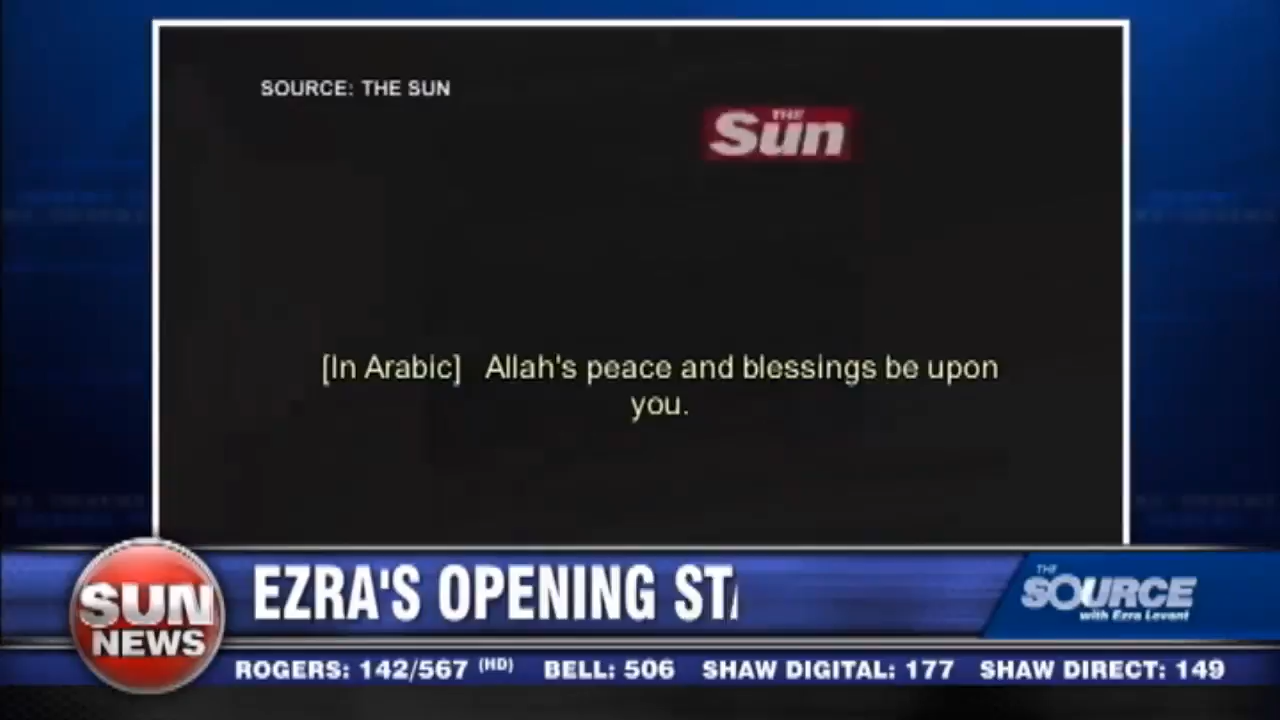 SOURCE: THE SUN
THE
Sun
[In Arabic] Allah's peace and blessings be upon
you.
SUN
NEWS
EZRA'S OPENING
THE
SOURCE
with Ezra Levant
ROGERS: 142/567 (HD) BELL: 506 SHAW DIGITAL: 177 SHAW DIRECT: 149